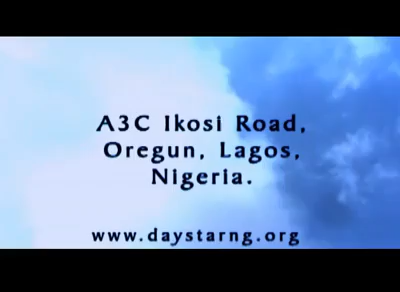 A3C Ikosi Road,
Oregun, Lagos,
Nigeria.
www.daystarng.org